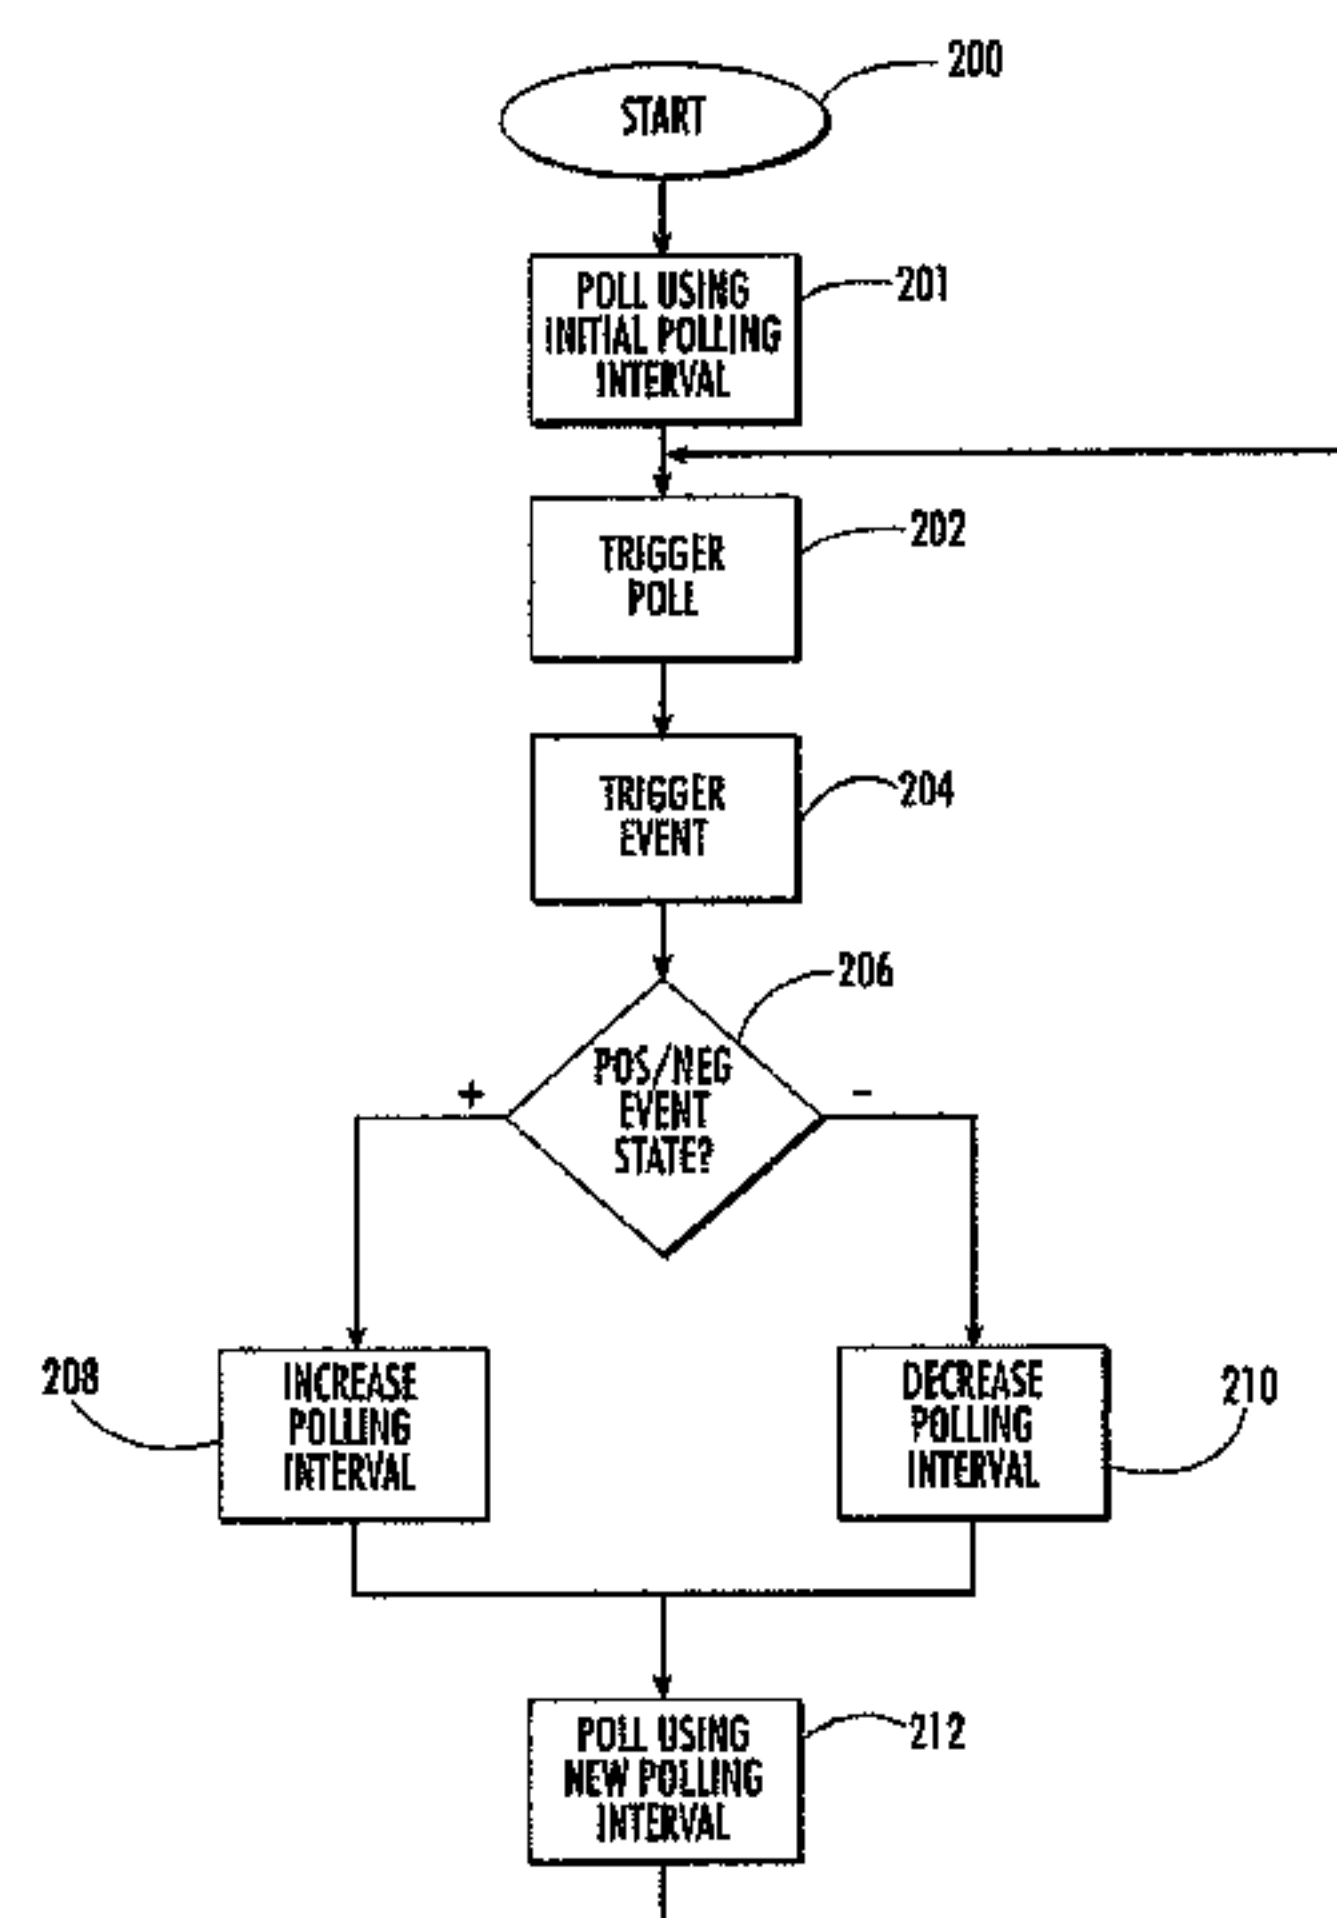 200
START
201
POLL USING
INITIAL POLLING
INTERVAL
202
TRIGGER
POLL
204
TRIGGER
EVENT
206
POS/NEG
EVENT
STATE?
+
-
208
INCREASE
POLLING
INTERVAL
DECREASE
POLLING
INTERVAL
210
POLL USING
NEW POLLING
INTERVAL
212